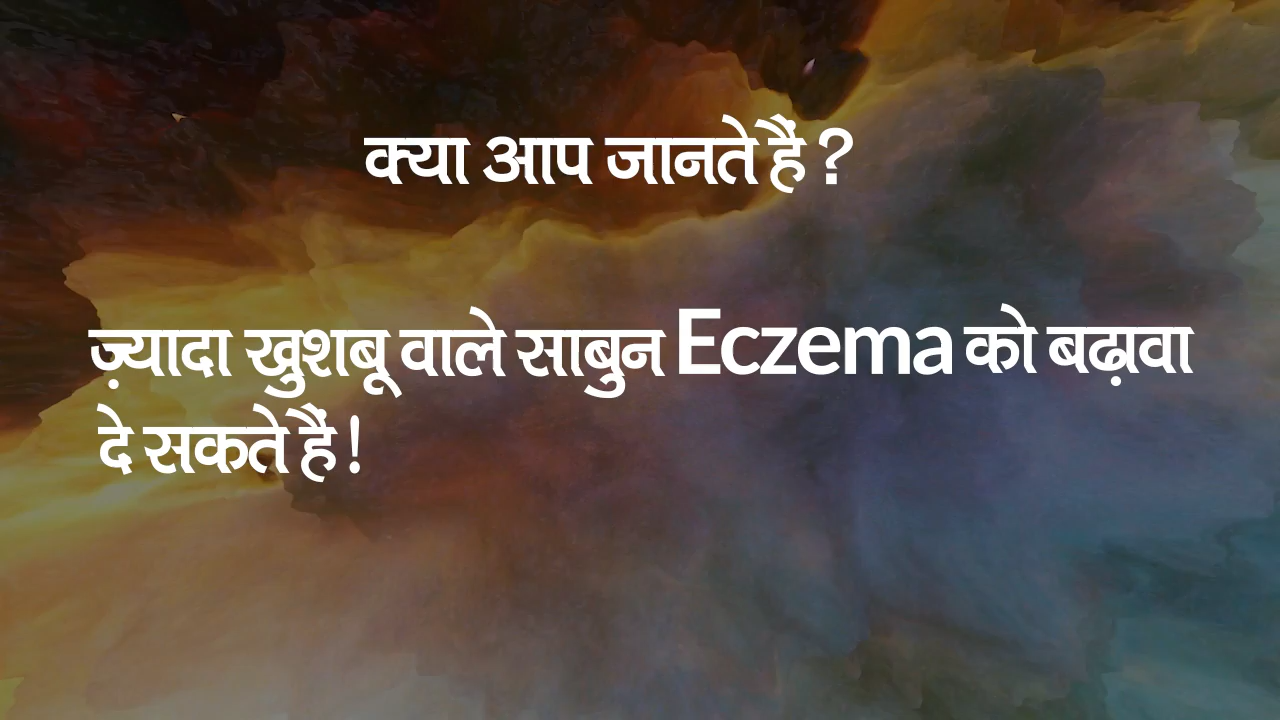 क्या आप जानते हैं ?
ज़्यादा खुशबू वाले साबुन Eczema को बढ़ावा
दे सकते हैं !